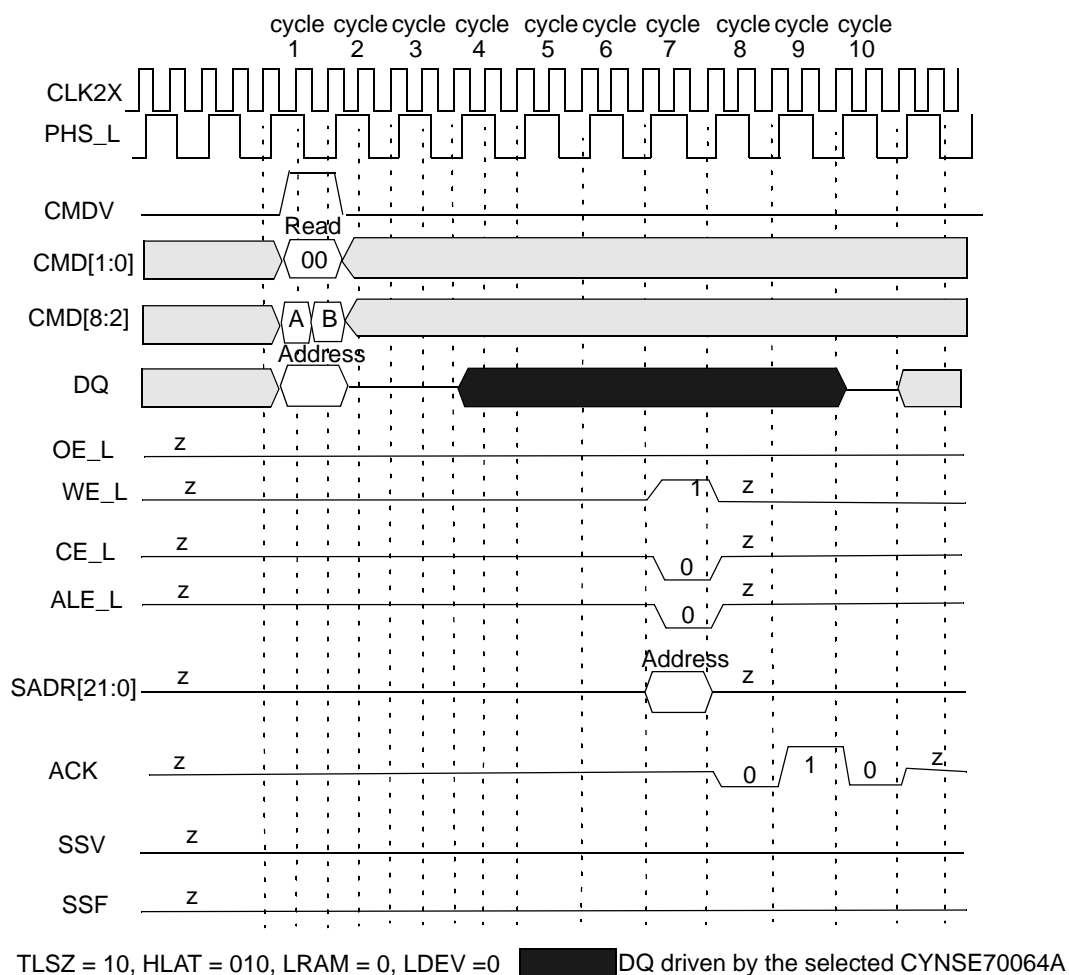 cycle cycle cycle cycle cycle cycle cycle cycle cycle cycle
1 2 3 4 5 6 7 8 9 10
CLK2X
PHS_L
CMDV
Read
CMD[1:0] 00
CMD[8:2] A B
Address
DQ
OE_L z
WE_L z 1 z
CE_L z 0 z
ALE_L z 0 z
Address
SADR[21:0] z z
ACK z 0 1 0 z
SSV z
SSF z
TLSZ = 10, HLAT = 010, LRAM = 0, LDEV =0 DQ driven by the selected CYNSE70064A